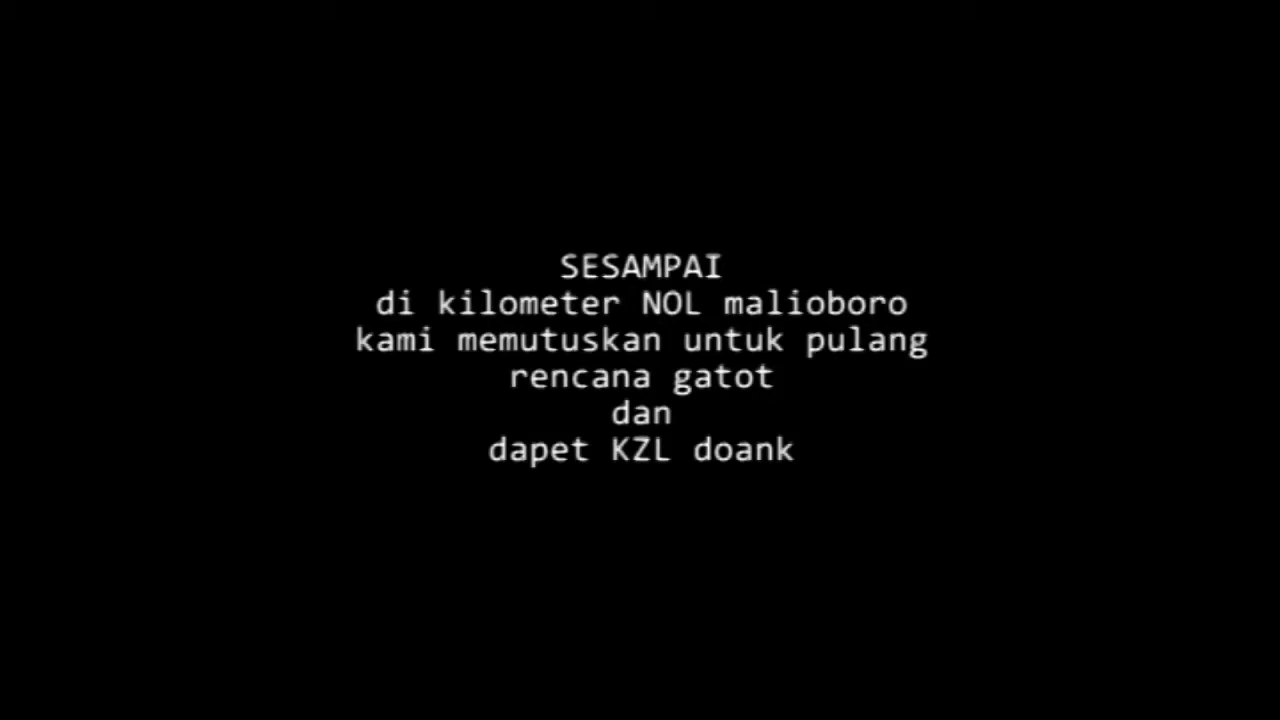 SESAMPAI
di kilometer NOL malioboro
kami memutuskan untuk pulang
rencana gatot
dan
dapet KZL doank